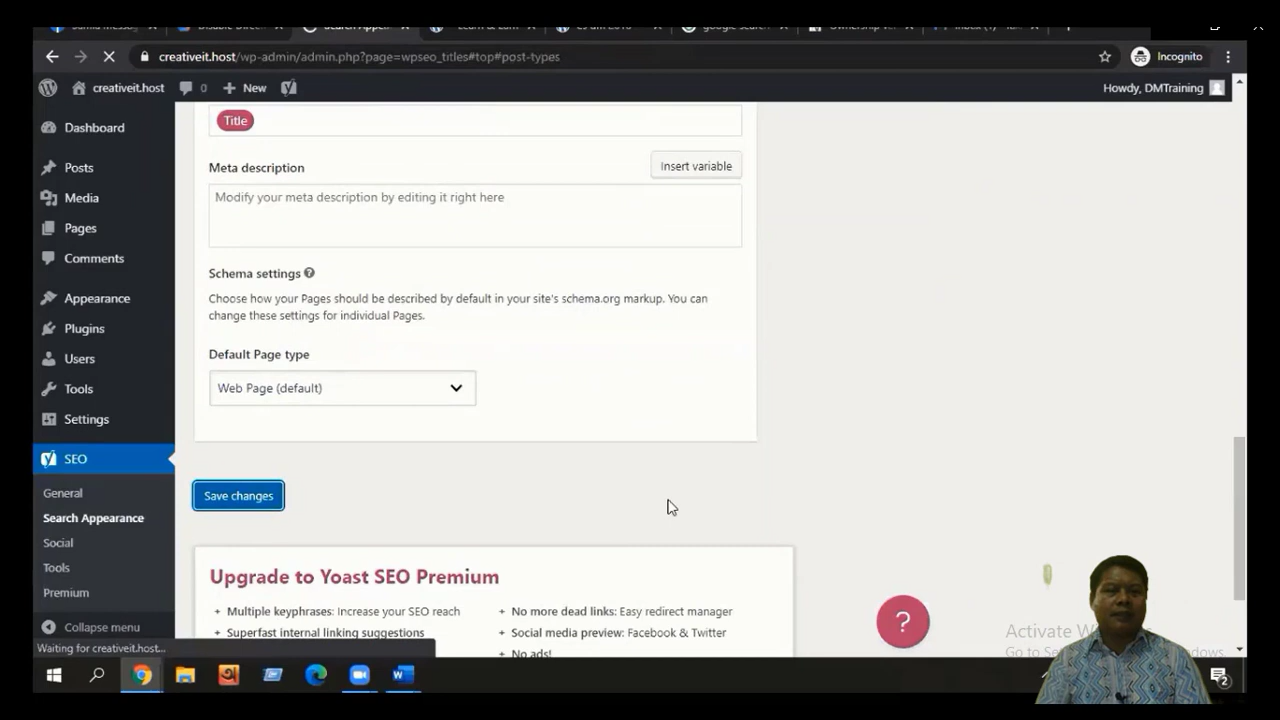 creativeit.host/wp-admin/admin.php?page=wpseo_titles#top#post-types
Incognito
creativeit.host
0
New
Howdy, DMTraining
Dashboard
Posts
Media
Pages
Comments
Appearance
Plugins
Users
Tools
Settings
SEO
General
Search Appearance
Social
Tools
Premium
Collapse menu
Title
Meta description
Insert variable
Modify your meta description by editing it right here
Schema settings
Choose how your Pages should be described by default in your site's schema.org markup. You can
change these settings for individual Pages.
Default Page type
Web Page (default)
Save changes
Upgrade to Yoast SEO Premium
+ Multiple keyphrases: Increase your SEO reach
+ No more dead links: Easy redirect manager
+ Superfast internal linking suggestions
+ Social media preview: Facebook & Twitter
+ No ads!
?
Activate
Go to
Waiting for creativeit.host...
2